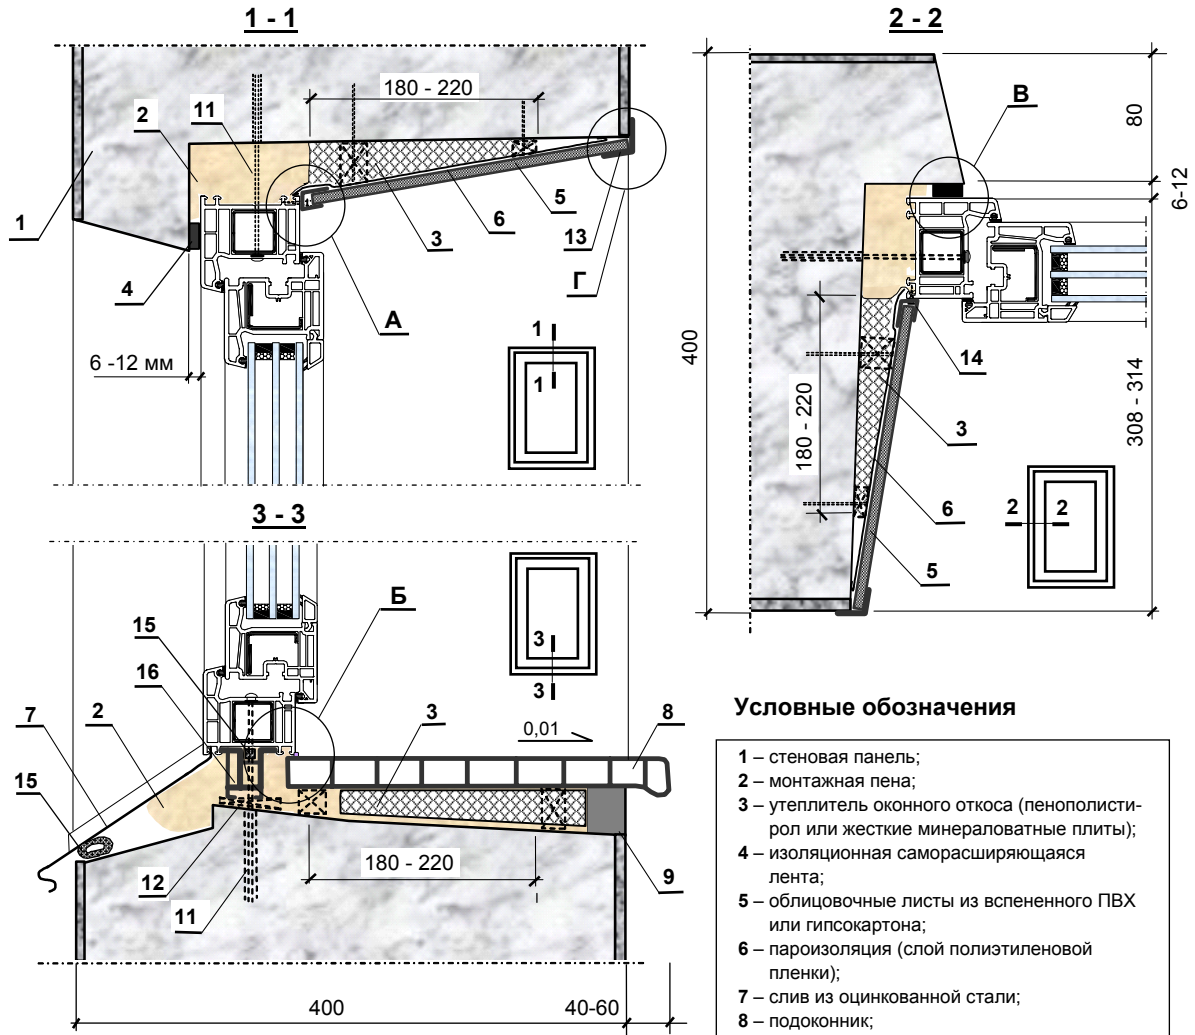 1 - 1
180 - 220
2
11
1
4
3
6
5
13
Г
А
6 -12 мм
1
1
2 - 2
В
80
6-12
400
308 - 314
180 - 220
14
3
6
5
2
2
3 - 3
Б
15
16
7
2
15
3
3
3
0,01
8
180 - 220
12
11
9
400
40-60
Условные обозначения
1 – стеновая панель;
2 – монтажная пена;
3 – утеплитель оконного откоса (пенополисти-
рол или жесткие минераловатные плиты);
4 – изоляционная саморасширяющаяся
лента;
5 – облицовочные листы из вспененного ПВХ
или гипсокартона;
6 – пароизоляция (слой полиэтиленовой
пленки);
7 – слив из оцинкованной стали;
8 – подоконник;